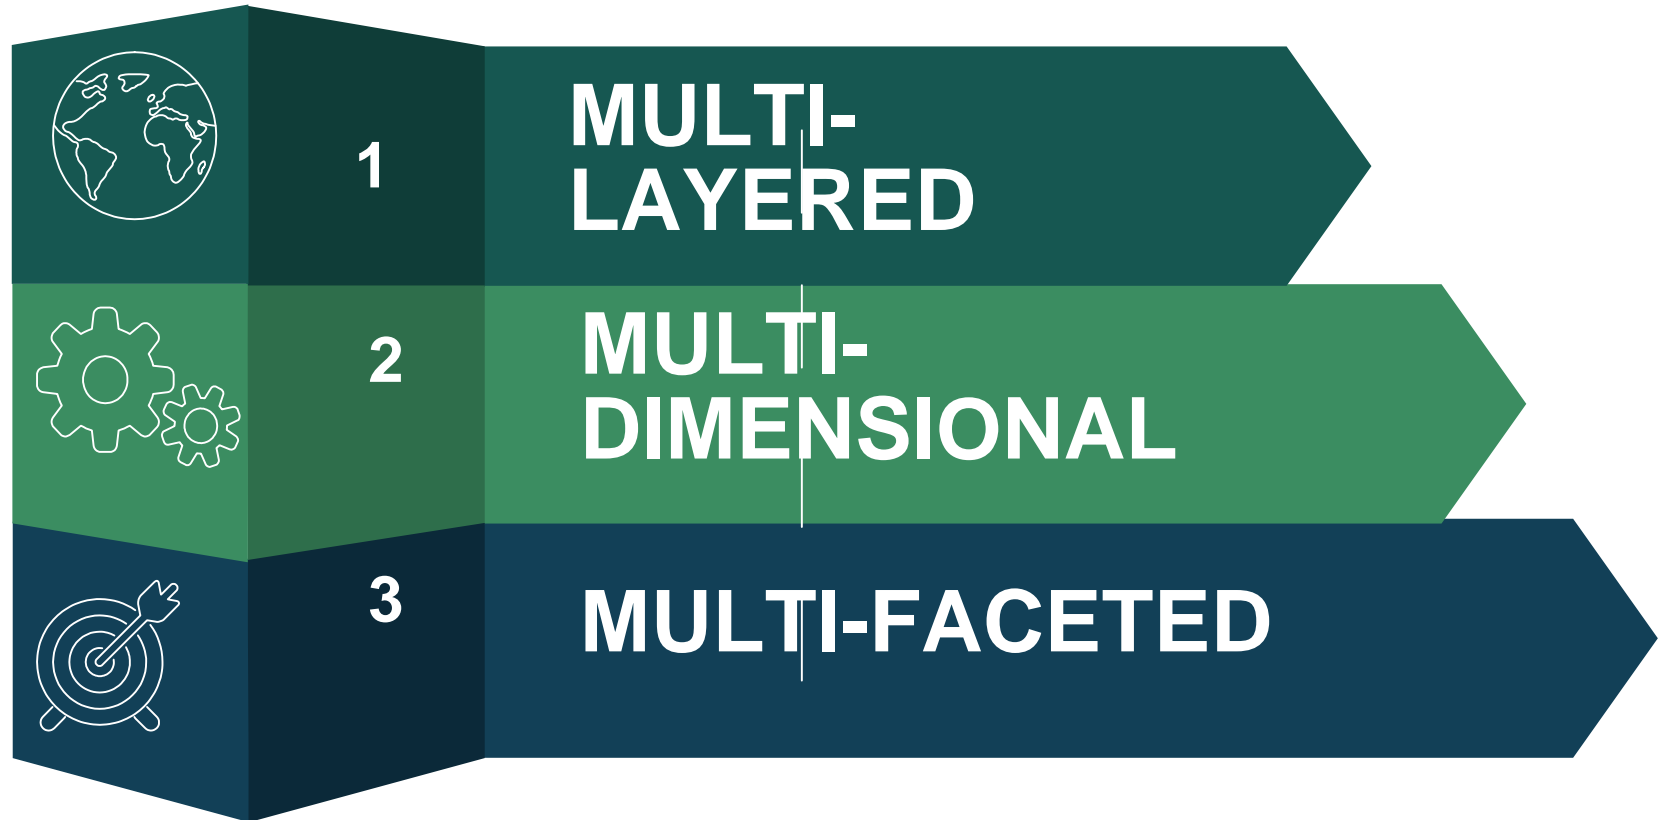 1
MULTI-
LAYERED
2
MULTI-
DIMENSIONAL
3
MULTI-FACETED